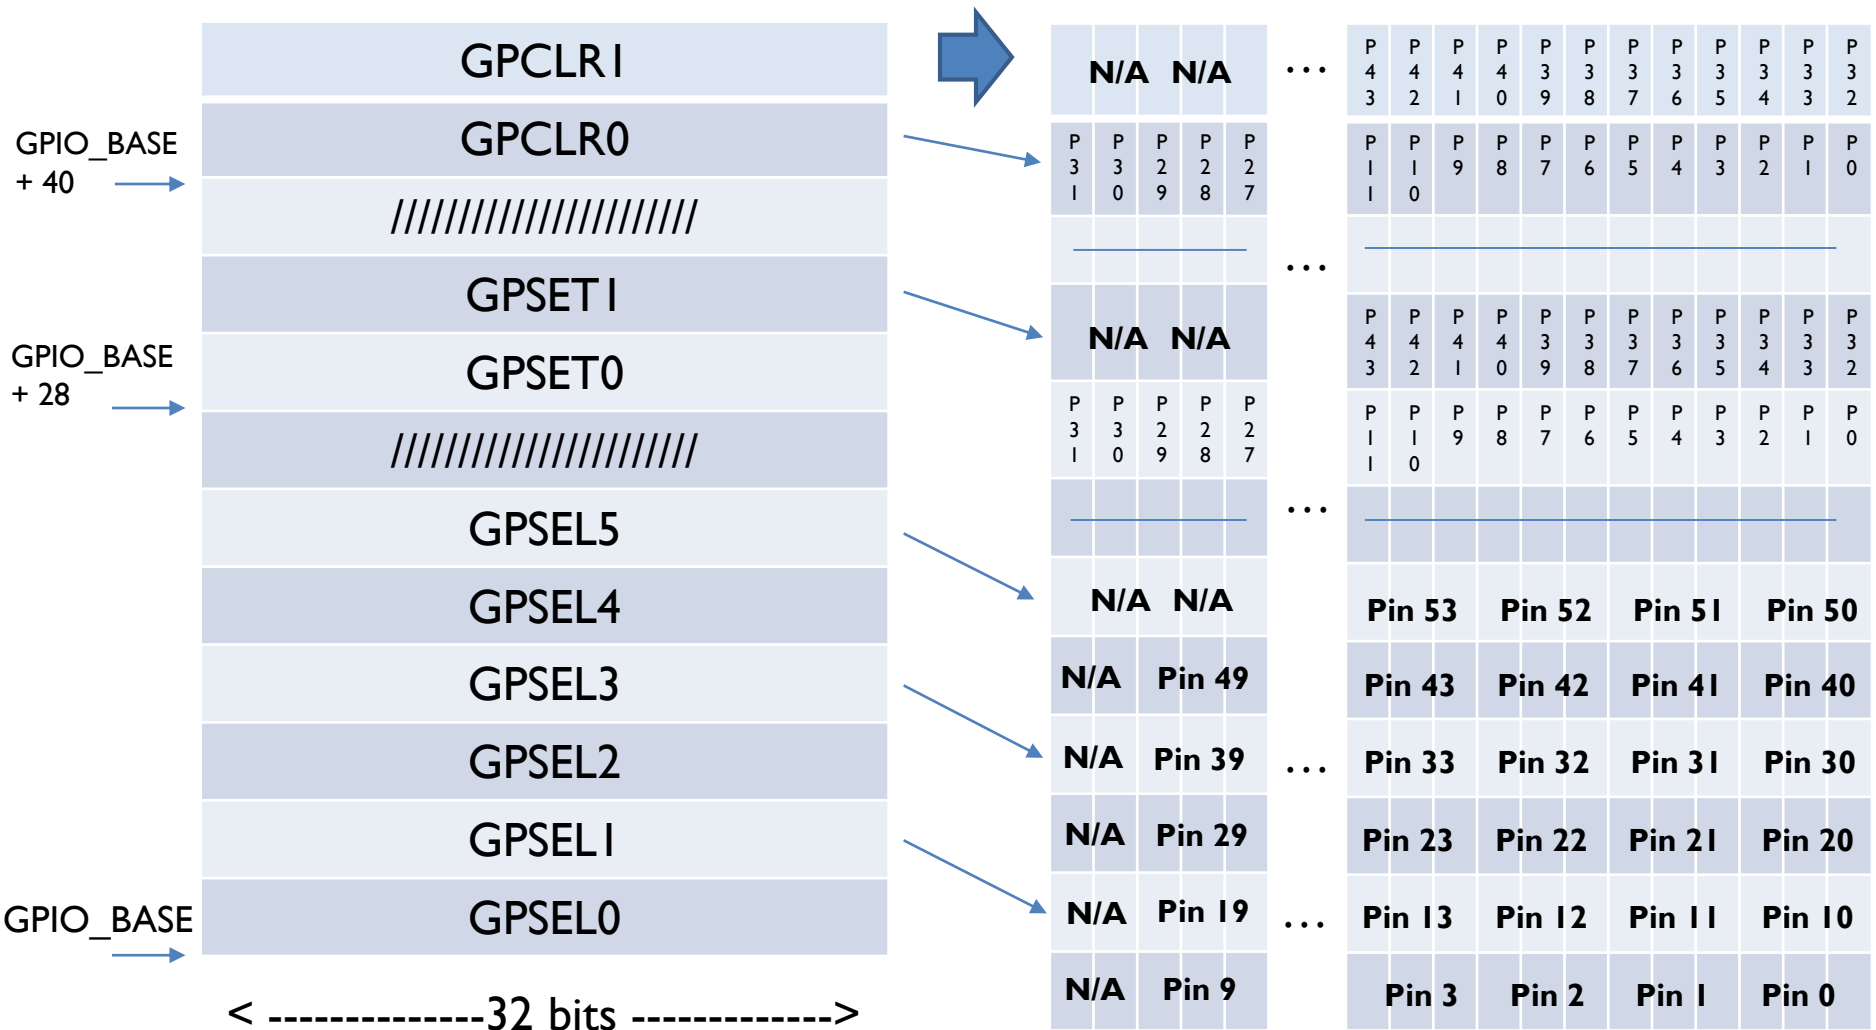 GPCLR1
GPCLR0
GPIO_BASE
+ 40
//////////////////////
GPSET1
GPSET0
GPIO_BASE
+ 28
//////////////////////
GPSEL5
GPSEL4
GPSEL3
GPSEL2
GPSEL1
GPSEL0
GPIO_BASE
< --------------32 bits ------------->
N/A N/A ... P43 P42 P41 P40 P39 P38 P37 P36 P35 P34 P33 P32
P31 P30 P29 P28 P27 P11 P10 P9 P8 P7 P6 P5 P4 P3 P2 P1 P0
...
N/A N/A P43 P42 P41 P40 P39 P38 P37 P36 P35 P34 P33 P32
P31 P30 P29 P28 P27 P11 P10 P9 P8 P7 P6 P5 P4 P3 P2 P1 P0
...
N/A N/A Pin 53 Pin 52 Pin 51 Pin 50
N/A Pin 49 Pin 43 Pin 42 Pin 41 Pin 40
N/A Pin 39 ... Pin 33 Pin 32 Pin 31 Pin 30
N/A Pin 29 Pin 23 Pin 22 Pin 21 Pin 20
N/A Pin 19 ... Pin 13 Pin 12 Pin 11 Pin 10
N/A Pin 9 Pin 3 Pin 2 Pin 1 Pin 0